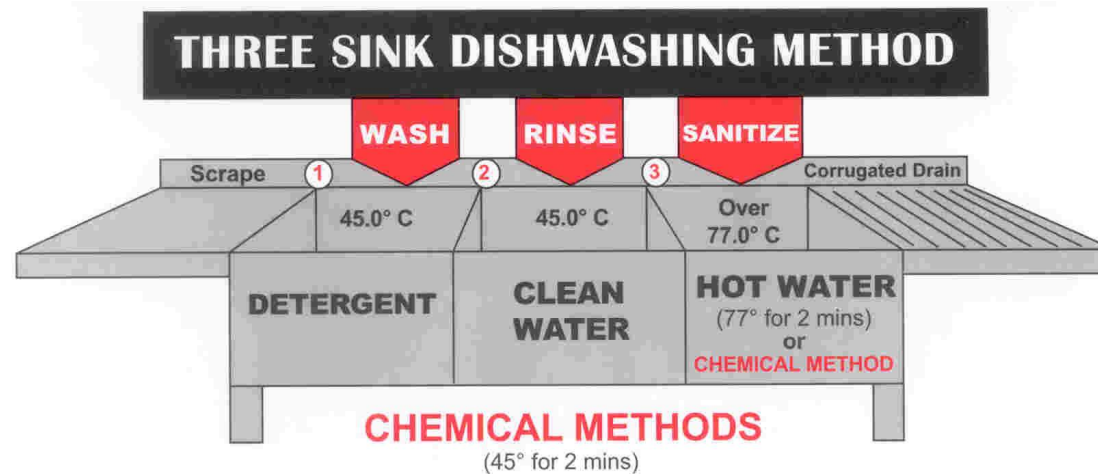 THREE SINK DISHWASHING METHOD
WASH RINSE SANITIZE
Scrape 1 2 3 Corrugated Drain
45.0° C 45.0° C Over
77.0° C
DETERGENT
CLEAN
WATER
HOT WATER
(77° for 2 mins)
or
CHEMICAL METHOD
CHEMICAL METHODS
(45° for 2 mins)